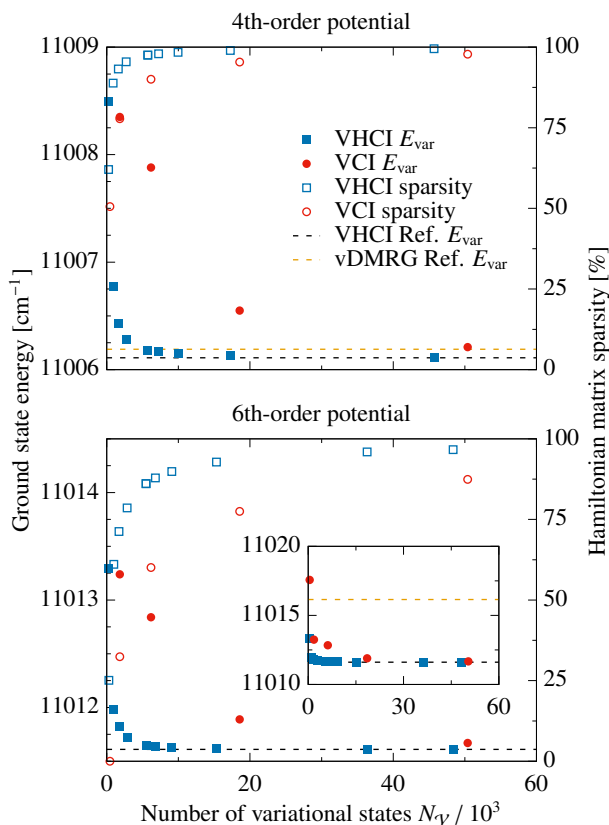 4th-order potential
11009
11008
11007
11006
100
75
50
25
0
VHCI E_var
VCI E_var
VHCI sparsity
VCI sparsity
VHCI Ref. E_var
vDMRG Ref. E_var
Ground state energy [cm⁻¹]
Hamiltonian matrix sparsity [%]
6th-order potential
11014
11013
11012
100
75
50
25
0
11020
11015
11010
0 30 60
0 20 40 60
Number of variational states N_𝒱 / 10³